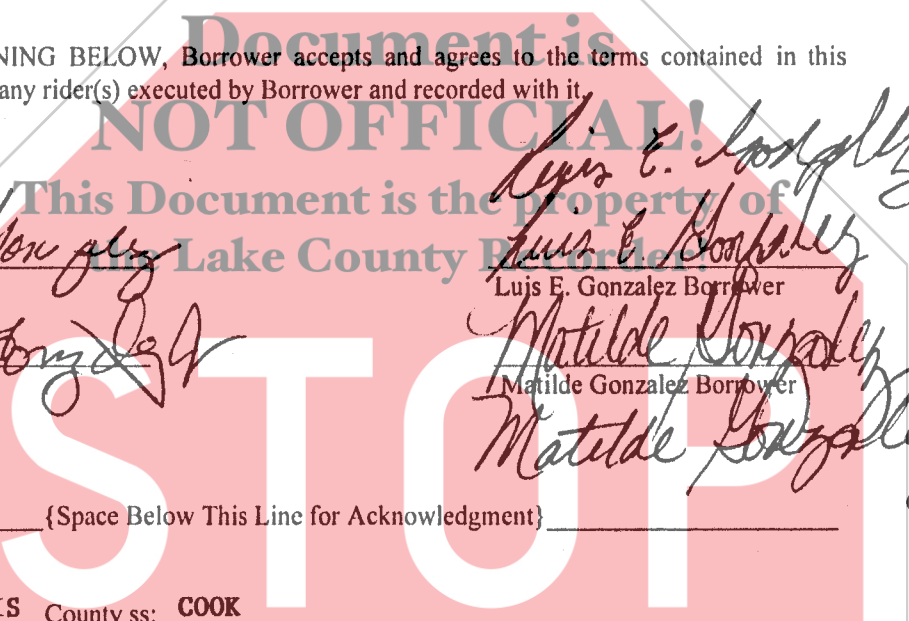 Document is
NING BELOW, Borrower accepts and agrees to the terms contained in this
any rider(s) executed by Borrower and recorded with it.
NOT OFFICIAL!
Luis E. Gonzalez
This Document is the property of
Luis E. Gonzalez
the Lake County Recorder!
Luis E. Gonzalez Borrower
Matilde Gonzalez
Matilde Gonzalez Borrower
Matilde Gonzalez
STOP
{Space Below This Line for Acknowledgment}
IS County ss: COOK